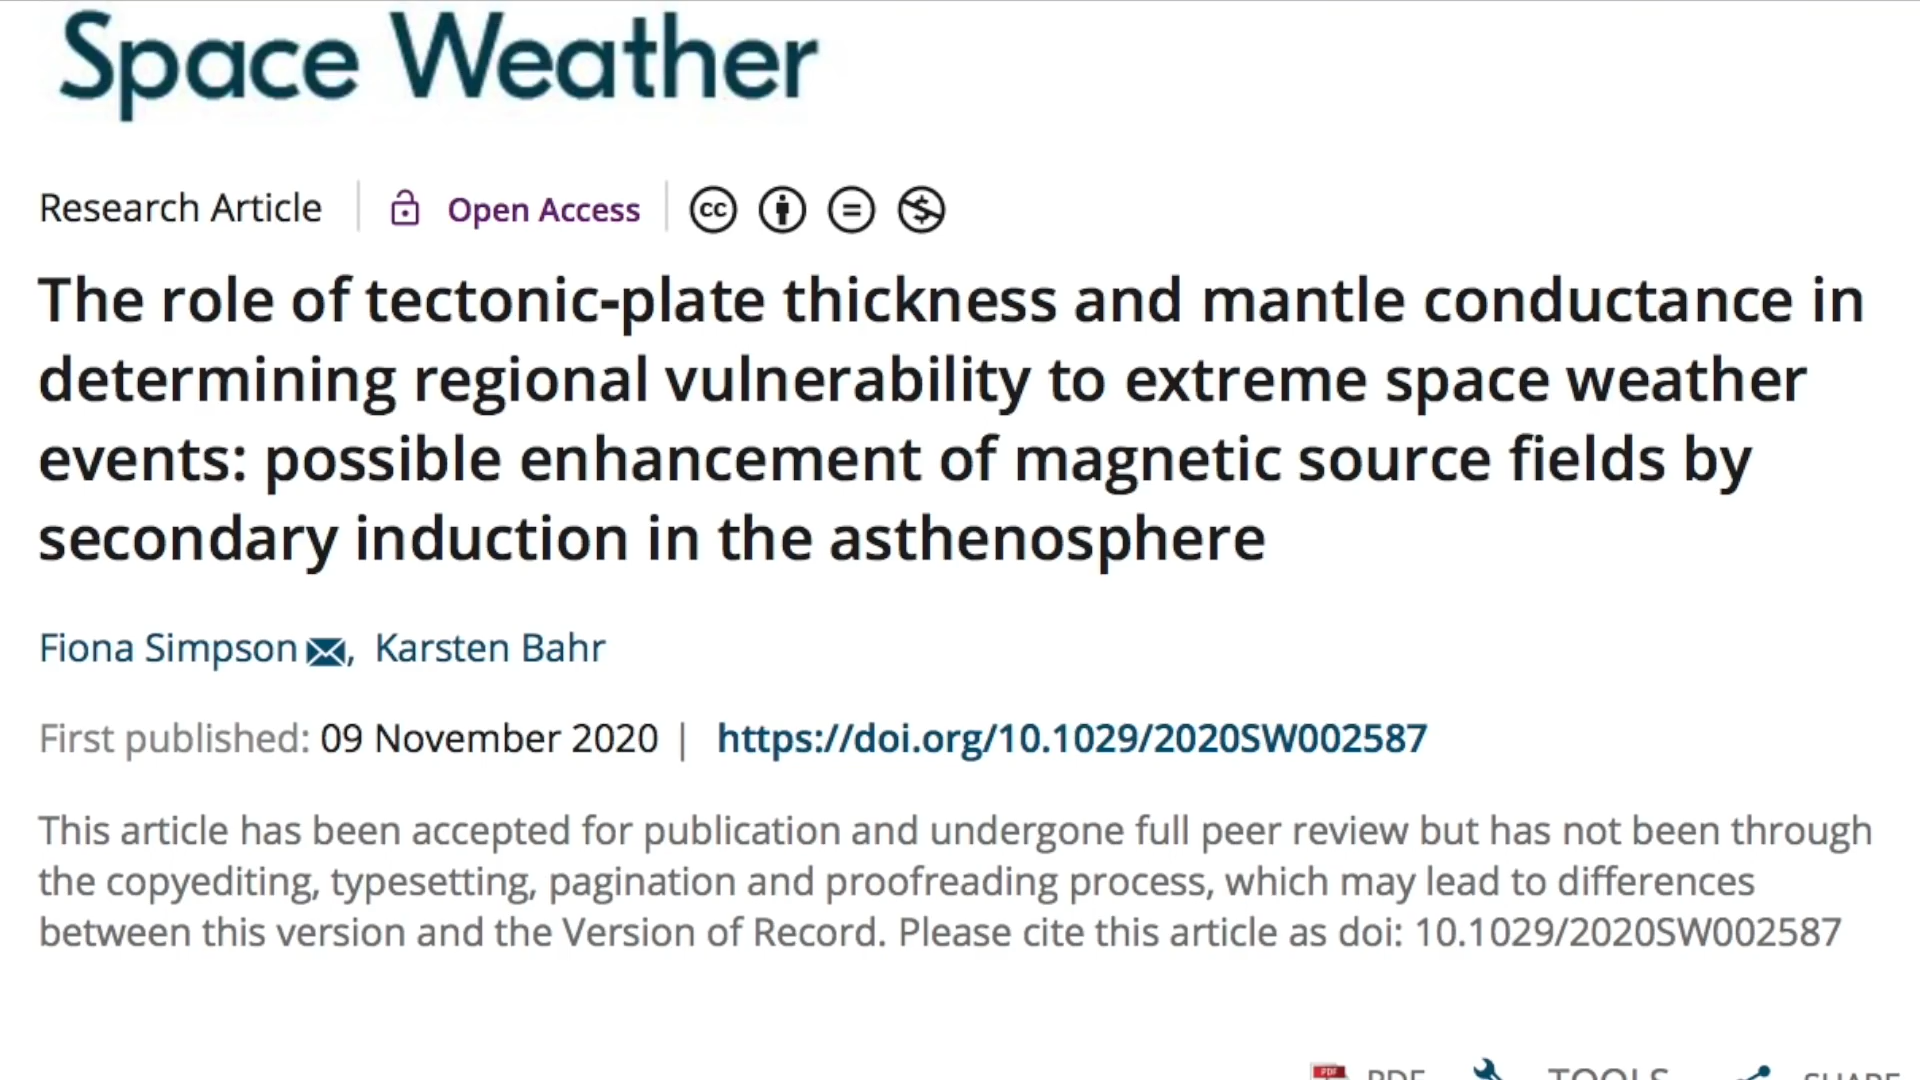 Space Weather
Research Article
Open Access
cc
The role of tectonic-plate thickness and mantle conductance in
determining regional vulnerability to extreme space weather
events: possible enhancement of magnetic source fields by
secondary induction in the asthenosphere
Fiona Simpson, Karsten Bahr
First published: 09 November 2020 | https://doi.org/10.1029/2020SW002587
This article has been accepted for publication and undergone full peer review but has not been through
the copyediting, typesetting, pagination and proofreading process, which may lead to differences
between this version and the Version of Record. Please cite this article as doi: 10.1029/2020SW002587
PDF PDF TOOLS SHARE